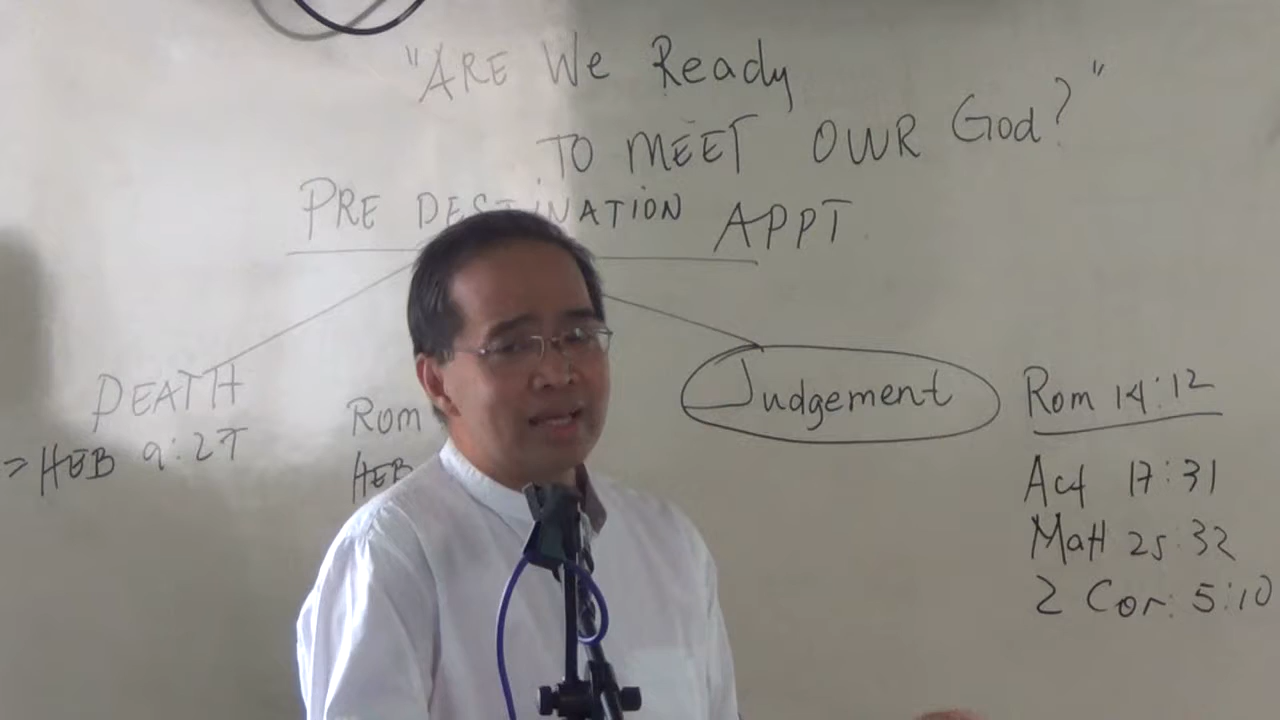 "ARE We Ready
TO MEET OWR God?"
PRE DESTINATION APPT
DEATH
=> HEB 9:27
Rom
HEB
Judgement
Rom 14:12
Act 17:31
Matt 25:32
2 Cor: 5:10